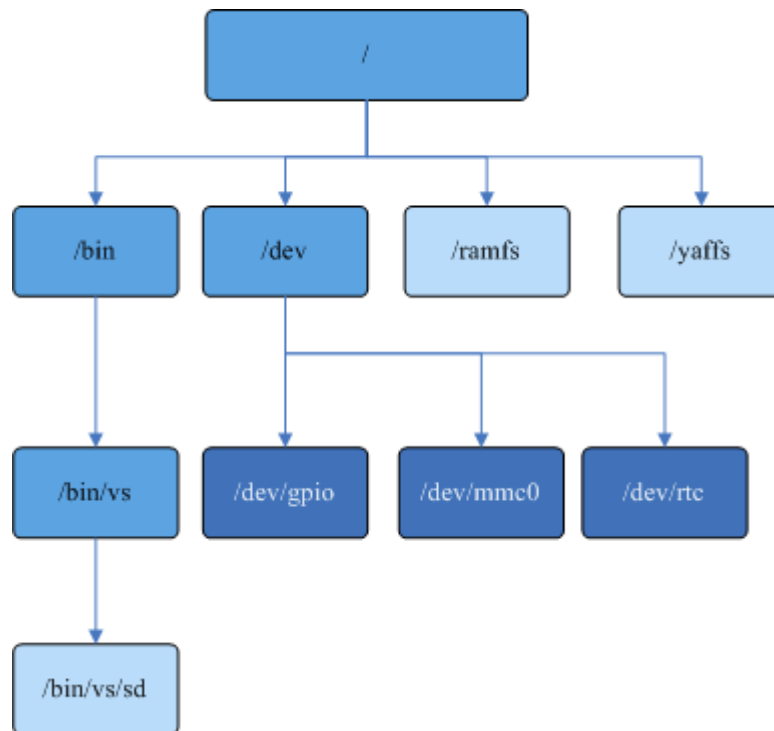 /
/bin
/dev
/ramfs
/yaffs
/bin/vs
/dev/gpio
/dev/mmc0
/dev/rtc
/bin/vs/sd